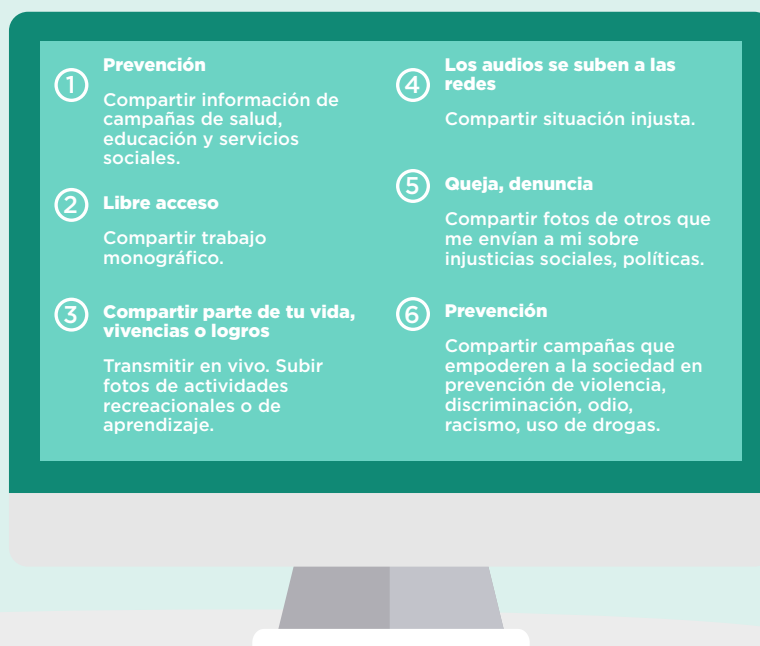 1
Prevención
Compartir información de
campañas de salud,
educación y servicios
sociales.
2
Libre acceso
Compartir trabajo
monográfico.
3
Compartir parte de tu vida,
vivencias o logros
Transmitir en vivo. Subir
fotos de actividades
recreacionales o de
aprendizaje.
4
Los audios se suben a las
redes
Compartir situación injusta.
5
Queja, denuncia
Compartir fotos de otros que
me envían a mi sobre
injusticias sociales, políticas.
6
Prevención
Compartir campañas que
empoderen a la sociedad en
prevención de violencia,
discriminación, odio,
racismo, uso de drogas.